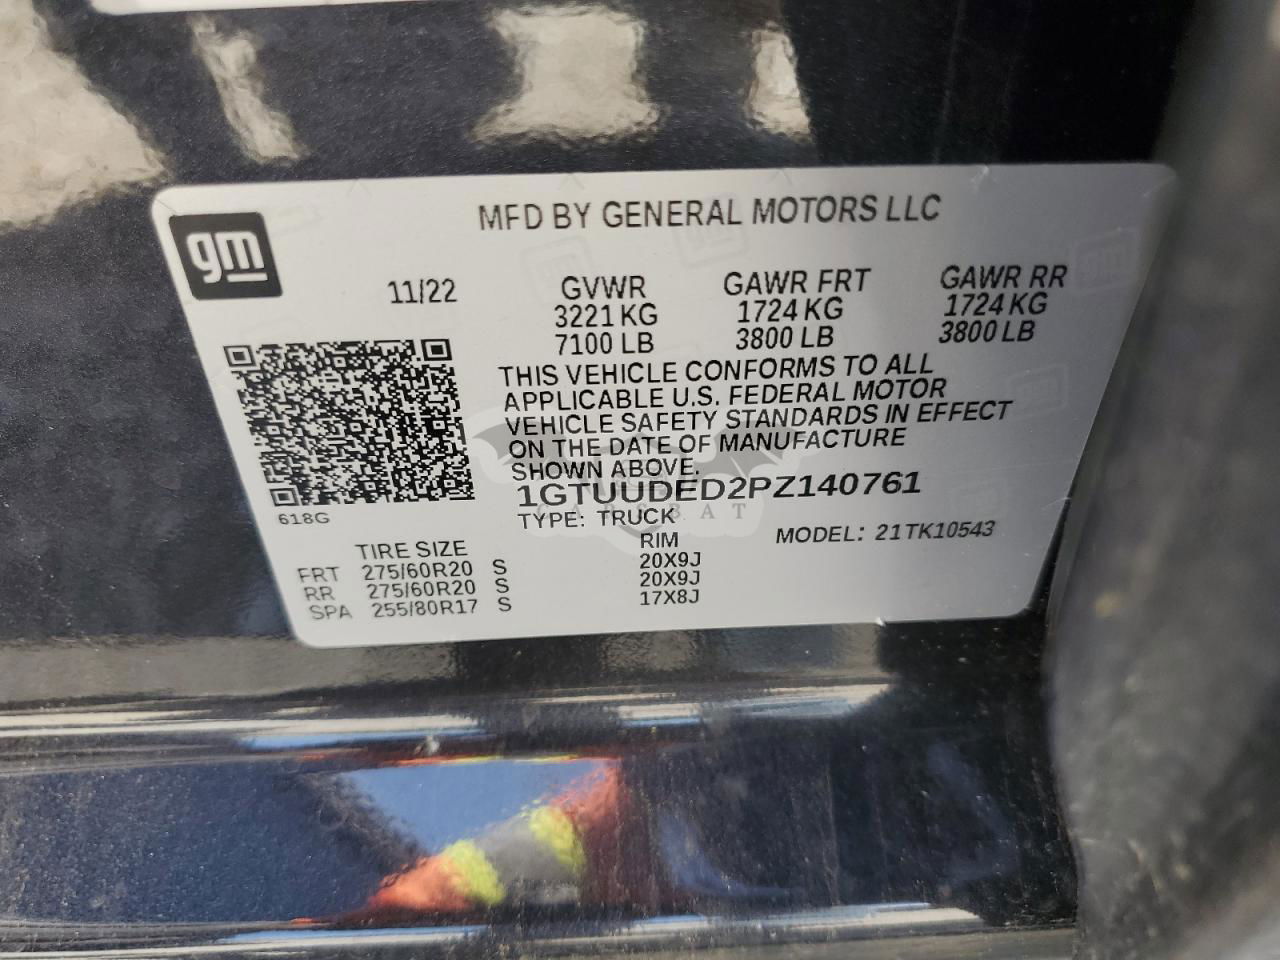 gm
MFD BY GENERAL MOTORS LLC
11/22
GVWR GAWR FRT GAWR RR
3221 KG 1724 KG 1724 KG
7100 LB 3800 LB 3800 LB
THIS VEHICLE CONFORMS TO ALL
APPLICABLE U.S. FEDERAL MOTOR
VEHICLE SAFETY STANDARDS IN EFFECT
ON THE DATE OF MANUFACTURE
SHOWN ABOVE.
1GTUUDED2PZ140761
618G
TYPE: TRUCK
MODEL: 21TK10543
TIRE SIZE RIM
FRT 275/60R20 S 20X9J
RR 275/60R20 S 20X9J
SPA 255/80R17 S 17X8J